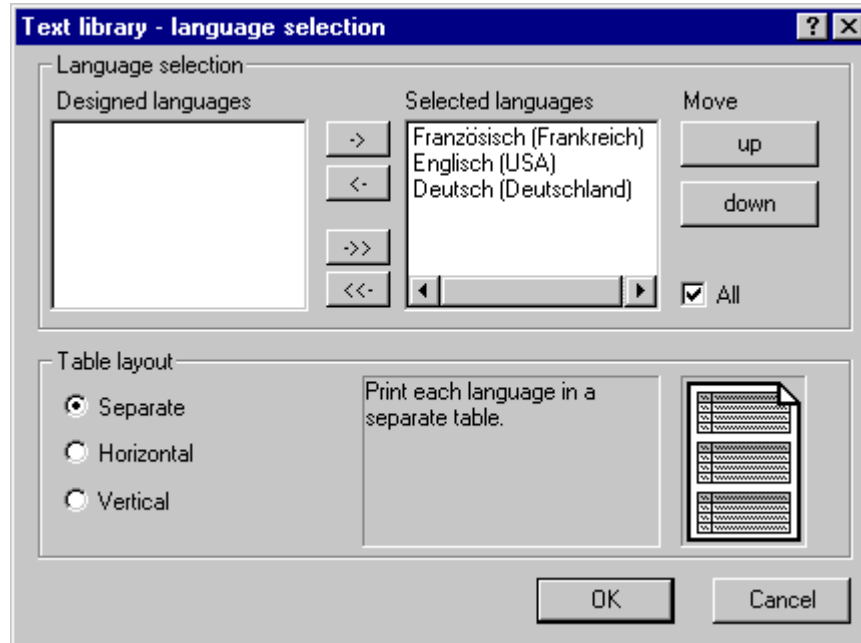 Text library - language selection
Language selection
Designed languages
Selected languages
Move
->
<-
->>
<<-
Französisch (Frankreich)
Englisch (USA)
Deutsch (Deutschland)
up
down
All
Table layout
Separate
Horizontal
Vertical
Print each language in a
separate table.
OK
Cancel